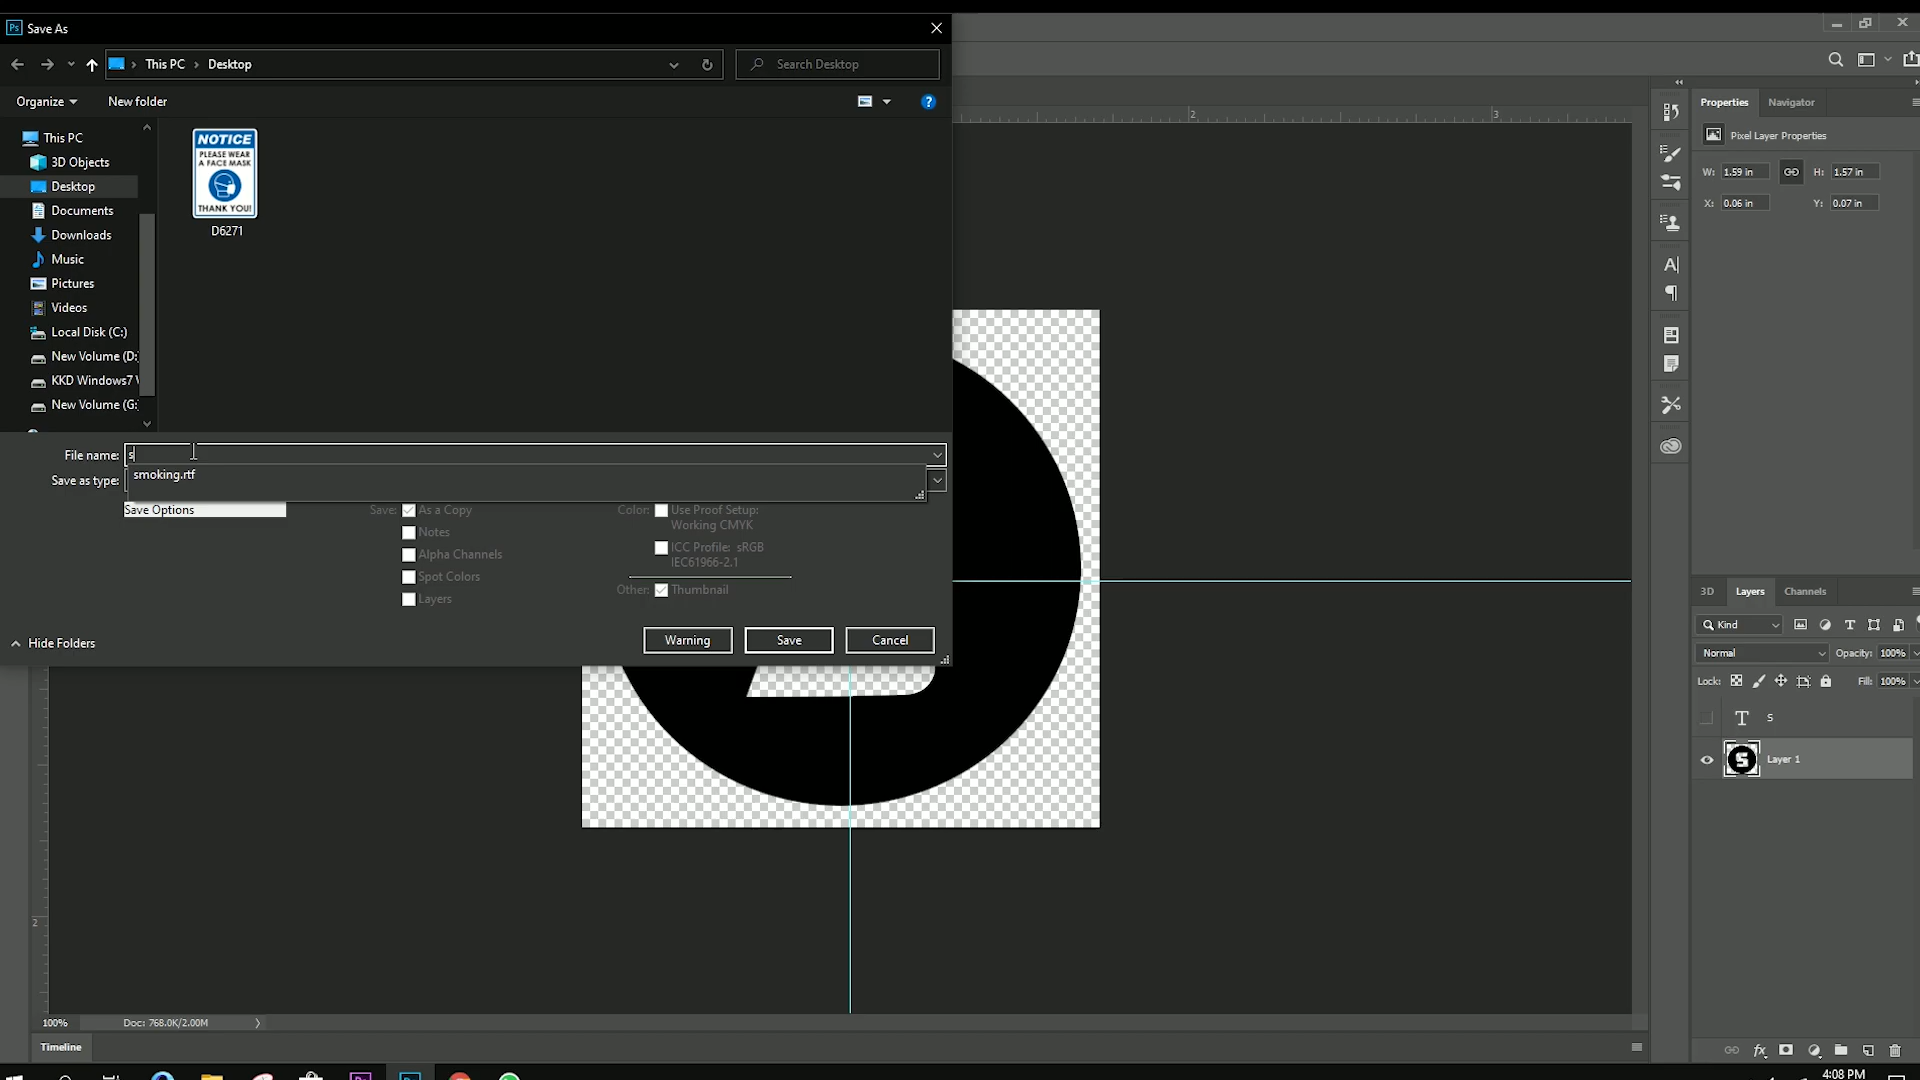 Ps Save As
This PC > Desktop
Search Desktop
Organize
New folder
This PC
3D Objects
Desktop
Documents
Downloads
Music
Pictures
Videos
Local Disk (C:)
New Volume (D:
KKD Windows7
New Volume (G:
NOTICE
PLEASE WEAR
A FACE MASK
THANK YOU!
D6271
File name: s
smoking.rtf
Save as type:
Save Options
Save: As a Copy
Notes
Alpha Channels
Spot Colors
Layers
Color: Use Proof Setup:
Working CMYK
ICC Profile: sRGB
IEC61966-2.1
Other: Thumbnail
Hide Folders
Warning
Save
Cancel
2
3
Properties
Navigator
Pixel Layer Properties
W: 1.59 in
H: 1.57 in
X: 0.06 in
Y: 0.07 in
3D
Layers
Channels
Kind
Normal
Opacity: 100%
Lock:
Fill: 100%
T S
S Layer 1
fx
2
100%
Doc: 768.0K/2.00M
Timeline
4:08 PM